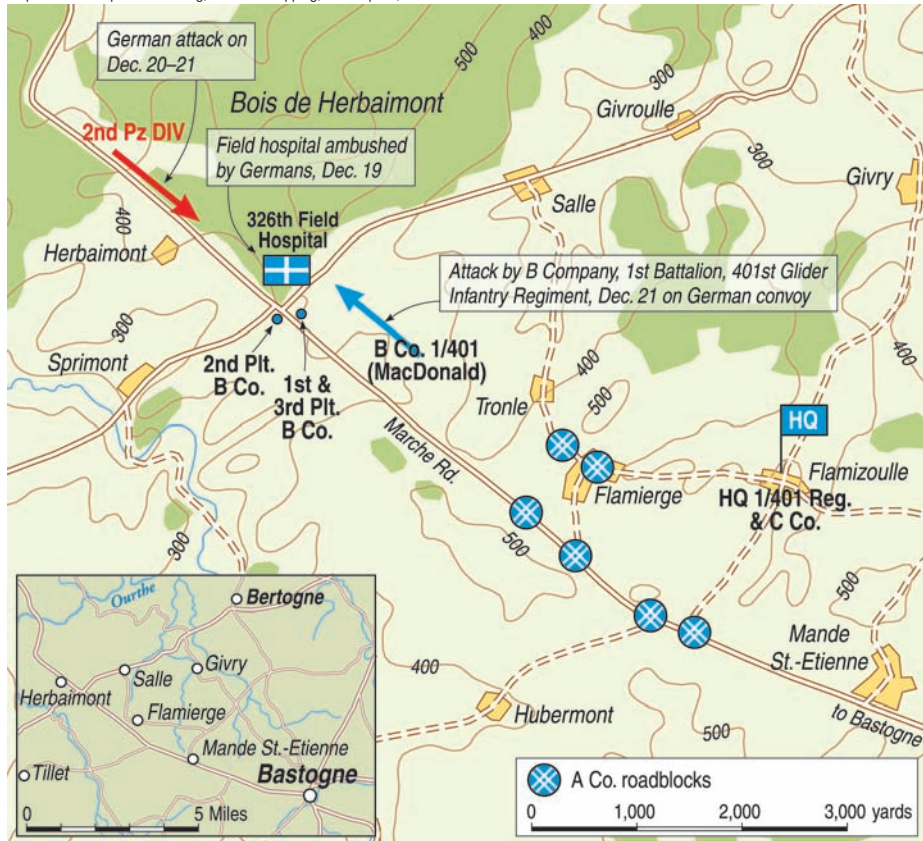 German attack on
Dec. 20–21
2nd Pz DIV
Bois de Herbaimont
Field hospital ambushed
by Germans, Dec. 19
326th Field
Hospital
Herbaimont
Sprimont
2nd Plt.
B Co.
1st &
3rd Plt.
B Co.
Attack by B Company, 1st Battalion, 401st Glider
Infantry Regiment, Dec. 21 on German convoy
B Co. 1/401
(MacDonald)
Givroulle
Salle
Givry
Tronle
Marche Rd.
Flamierge
HQ
Flamizoulle
HQ 1/401 Reg.
& C Co.
Mande
St.-Etienne
to Bastogne
Hubermont
500
400
300
300
400
300
300
400
400
500
500
500
400
500
Ourthe
Bertogne
Givry
Salle
Herbaimont
Flamierge
Mande St.-Etienne
Tillet
Bastogne
0 5 Miles
A Co. roadblocks
0 1,000 2,000 3,000 yards